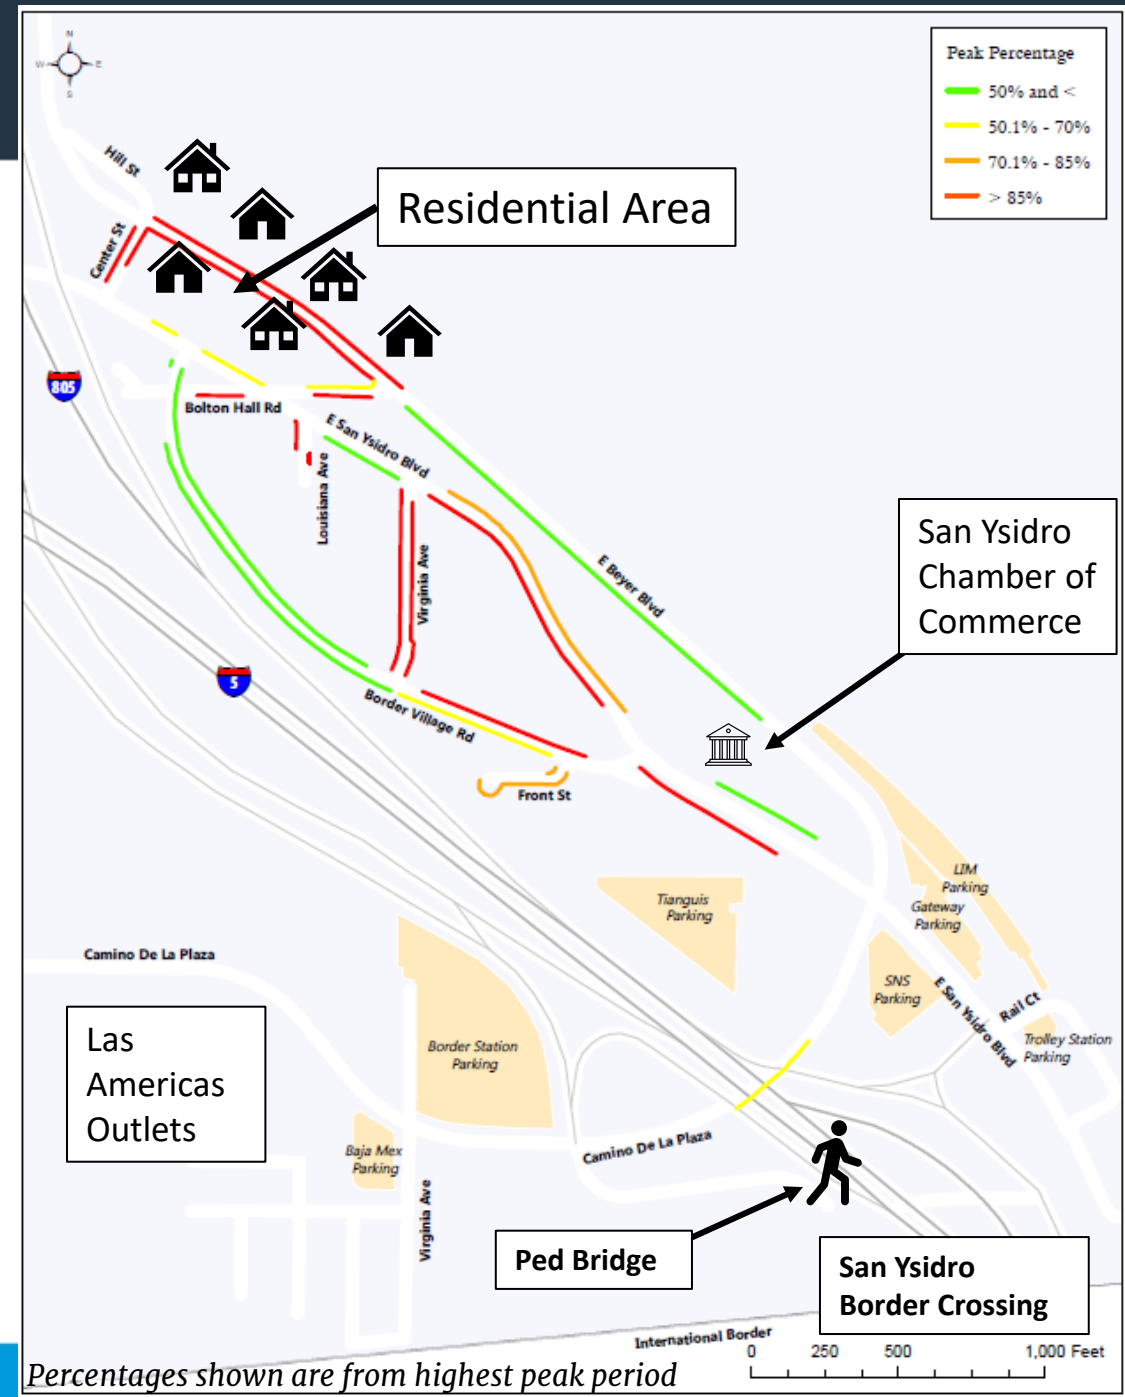 N
W
E
S
Peak Percentage
50% and <
50.1% - 70%
70.1% - 85%
> 85%
Hill St
Residential Area
Center St
805
Bolton Hall Rd
E San Ysidro Blvd
Louisiana Ave
San Ysidro
Chamber of
Commerce
Virginia Ave
E Beyer Blvd
5
Border Village Rd
Front St
LIM
Parking
Tianguis
Parking
Gateway
Parking
Camino De La Plaza
SNS
Parking
E San Ysidro Blvd
Rail Ct
Las
Americas
Outlets
Border Station
Parking
Trolley Station
Parking
Baja Mex
Parking
Camino De La Plaza
Virginia Ave
Ped Bridge
San Ysidro
Border Crossing
International Border
0 250 500 1,000 Feet
Percentages shown are from highest peak period